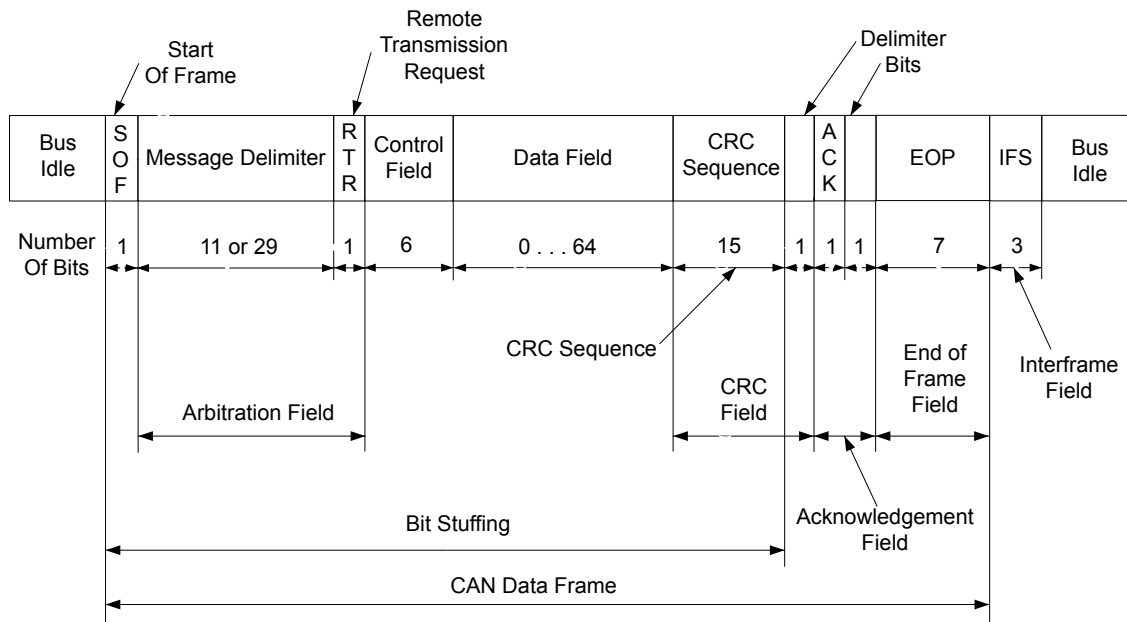 Start
Of Frame
Remote
Transmission
Request
Delimiter
Bits
Bus
Idle
S
O
F
Message Delimiter
R
T
R
Control
Field
Data Field
CRC
Sequence
A
C
K
EOP
IFS
Bus
Idle
Number
Of Bits
1
11 or 29
1
6
0 . . . 64
15
1
1
1
7
3
CRC Sequence
End of
Frame
Field
Interframe
Field
Arbitration Field
CRC
Field
Acknowledgement
Field
Bit Stuffing
CAN Data Frame